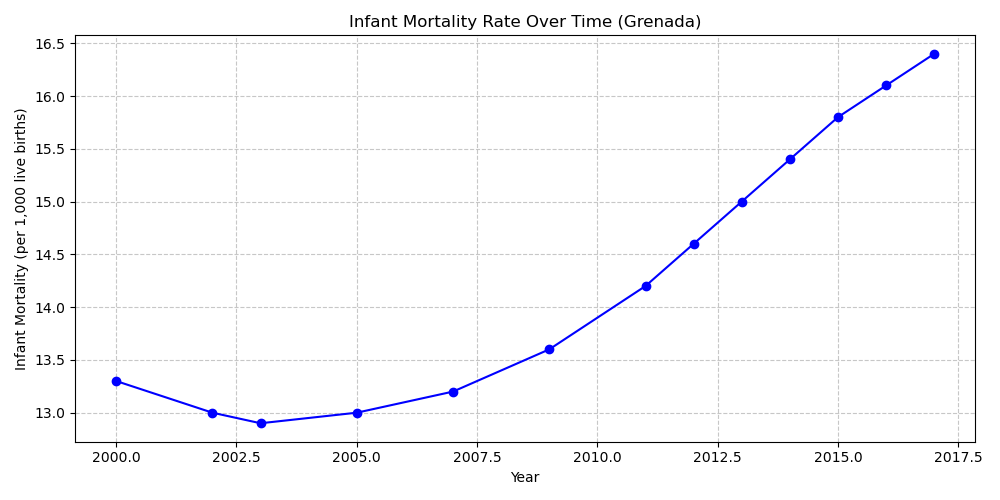 Infant Mortality Rate Over Time (Grenada)
Infant Mortality (per 1,000 live births)
16.5
16.0
15.5
15.0
14.5
14.0
13.5
13.0
2000.0 2002.5 2005.0 2007.5 2010.0 2012.5 2015.0 2017.5
Year